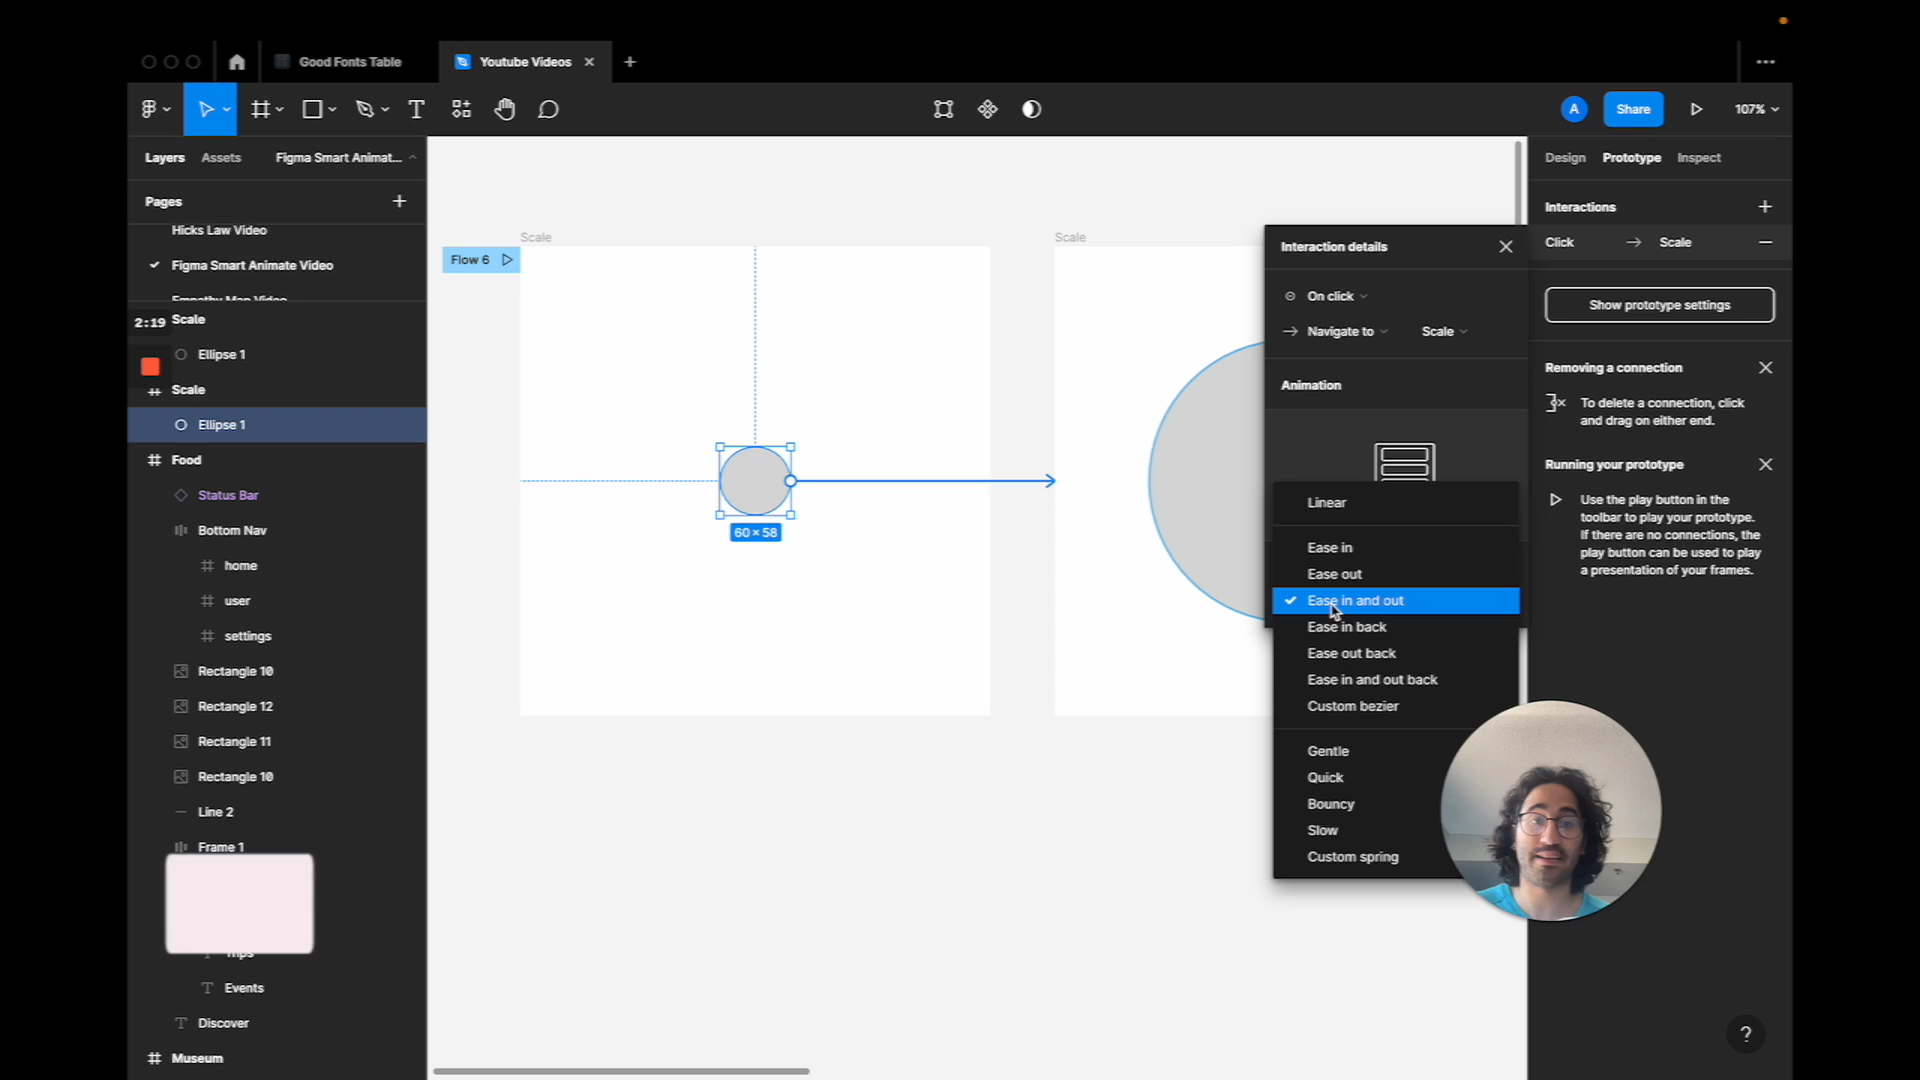 Good Fonts Table
Youtube Videos
A
Share
107%
Layers
Assets
Figma Smart Animat...
Pages
Hicks Law Video
Figma Smart Animate Video
Empathy Map Video
2:19
Scale
Ellipse 1
Scale
Ellipse 1
Food
Status Bar
Bottom Nav
home
user
settings
Rectangle 10
Rectangle 12
Rectangle 11
Rectangle 10
Line 2
Frame 1
Trips
Events
Discover
Museum
Scale
Flow 6
60 × 58
Scale
Interaction details
On click
Navigate to
Scale
Animation
Linear
Ease in
Ease out
Ease in and out
Ease in back
Ease out back
Ease in and out back
Custom bezier
Gentle
Quick
Bouncy
Slow
Custom spring
Design
Prototype
Inspect
Interactions
Click
Scale
Show prototype settings
Removing a connection
To delete a connection, click
and drag on either end.
Running your prototype
Use the play button in the
toolbar to play your prototype.
If there are no connections, the
play button can be used to play
a presentation of your frames.
?